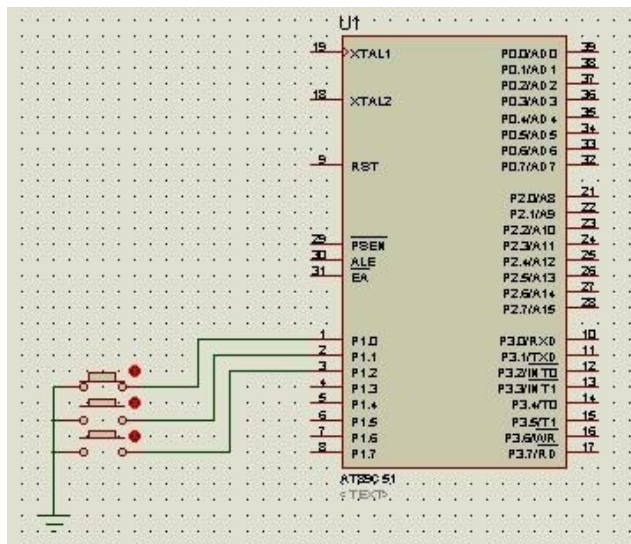 U1
19 XTAL1 P0.0/AD0 39
P0.1/AD1 38
P0.2/AD2 37
18 XTAL2 P0.3/AD3 36
P0.4/AD4 35
P0.5/AD5 34
P0.6/AD6 33
9 RST P0.7/AD7 32
P2.0/A8 21
P2.1/A9 22
P2.2/A10 23
29 PSEN P2.3/A11 24
30 ALE P2.4/A12 25
31 EA P2.5/A13 26
P2.6/A14 27
P2.7/A15 28
1 P1.0 P3.0/RXD 10
2 P1.1 P3.1/TXD 11
3 P1.2 P3.2/INT0 12
4 P1.3 P3.3/INT1 13
5 P1.4 P3.4/T0 14
6 P1.5 P3.5/T1 15
7 P1.6 P3.6/WR 16
8 P1.7 P3.7/RD 17
AT89C51
<TEXT>